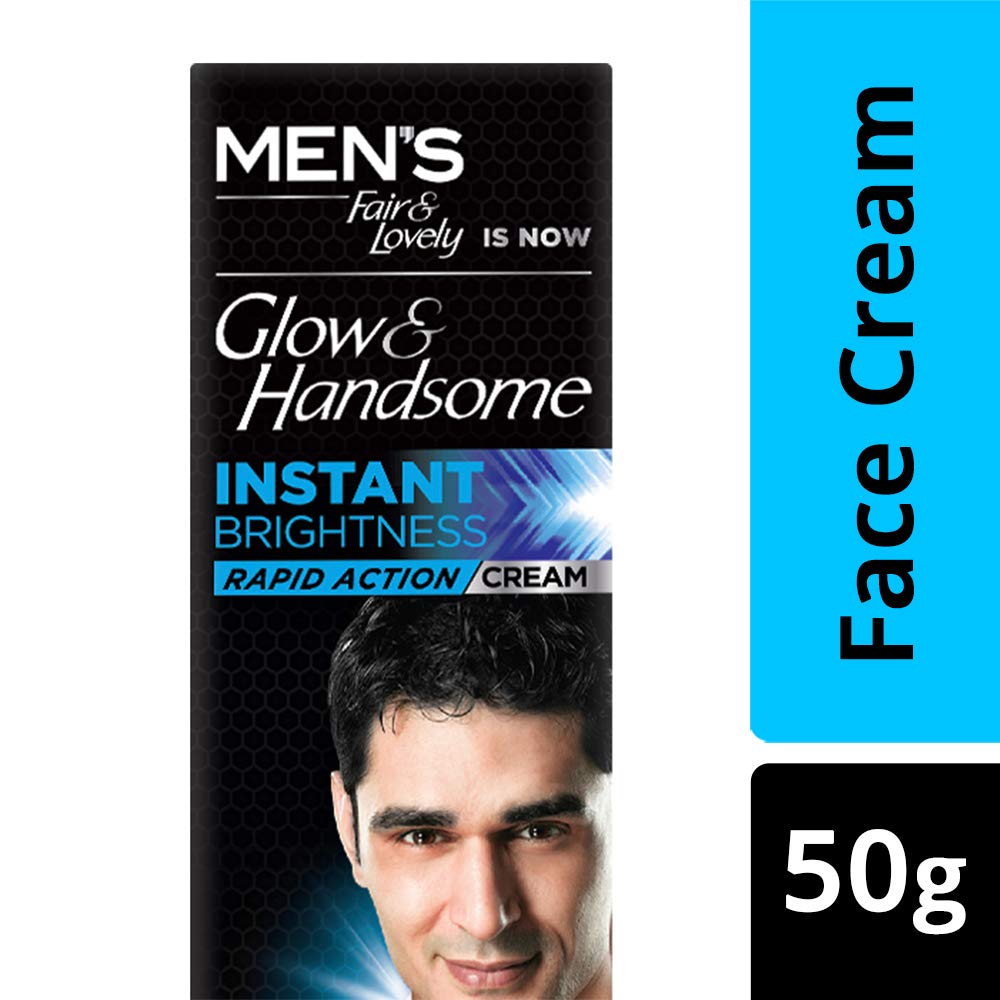 MEN'S
Fair &
Lovely IS NOW
Glow &
Handsome
INSTANT
BRIGHTNESS
RAPID ACTION / CREAM
Face Cream
50g